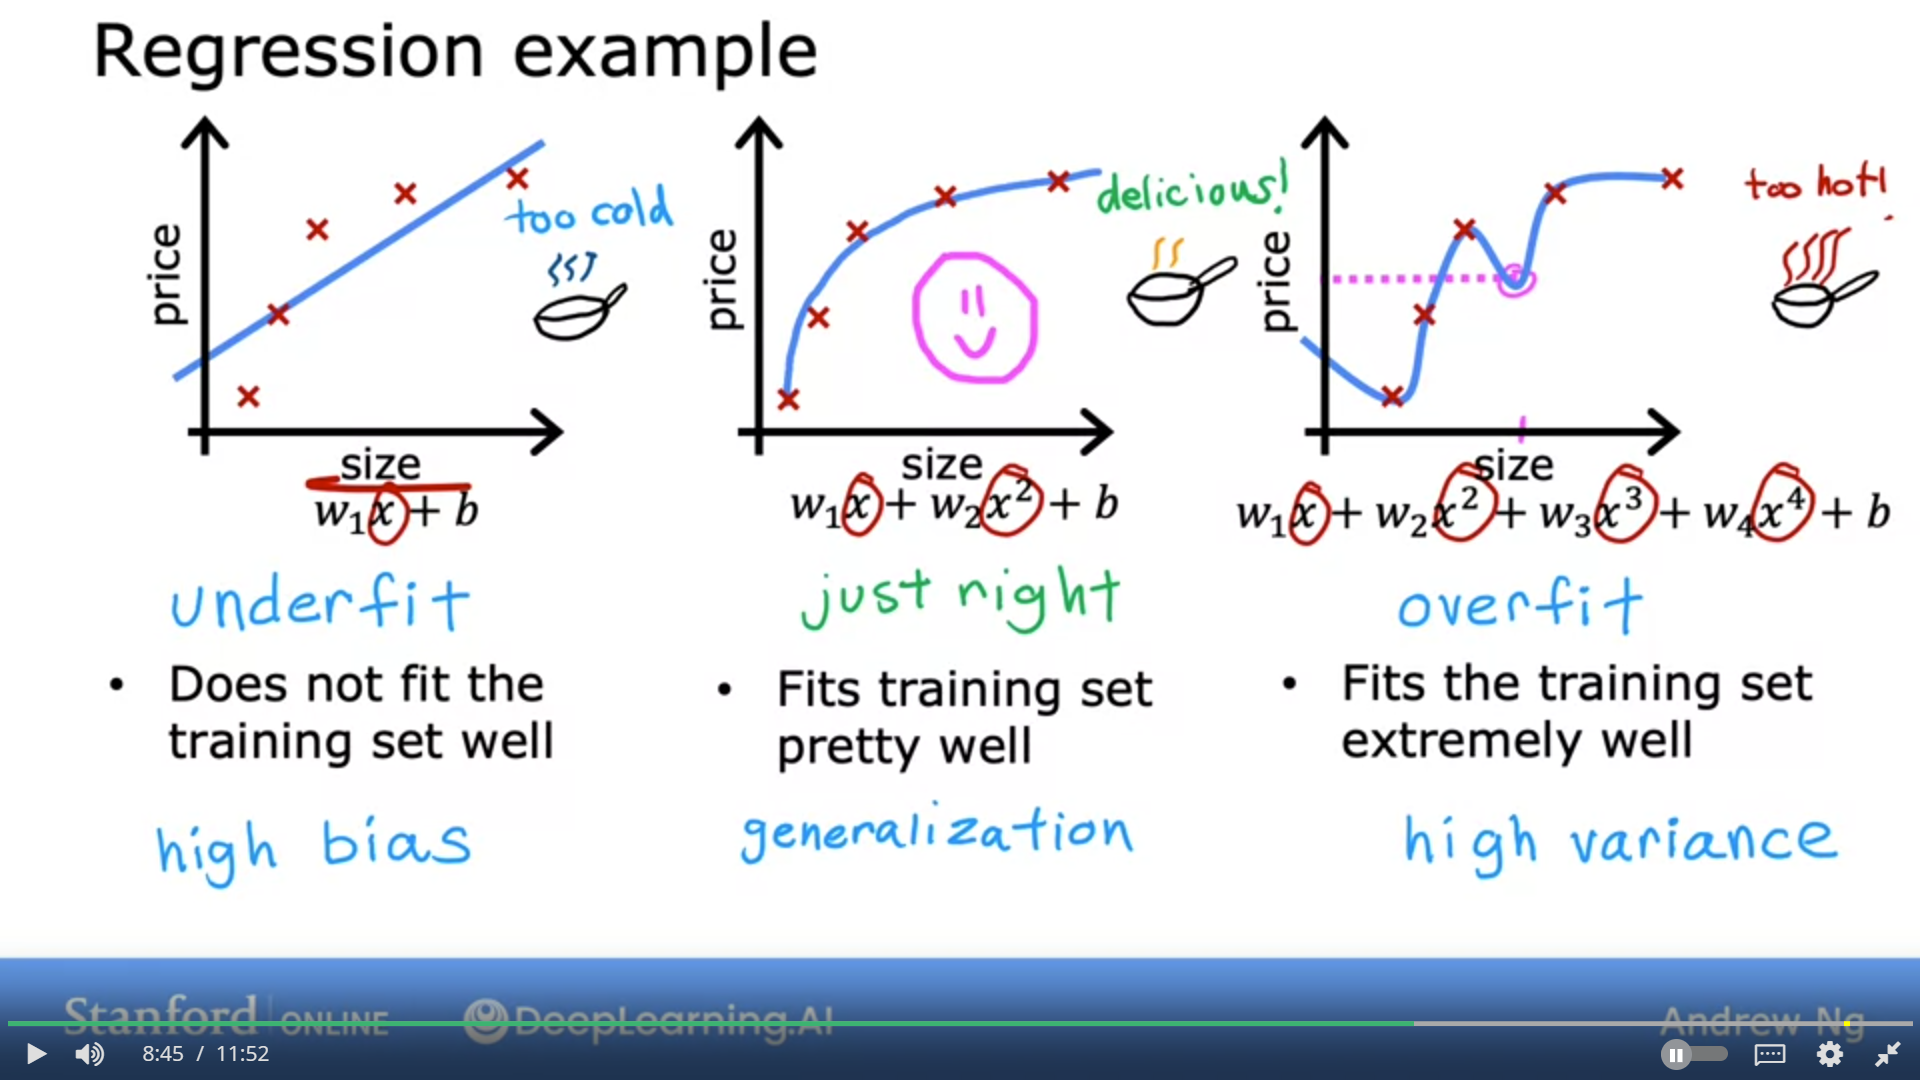 Regression example
price
size
too cold
w₁x + b
underfit
• Does not fit the
training set well
high bias
price
size
delicious!
w₁x + w₂x² + b
just right
• Fits training set
pretty well
generalization
price
size
too hot!
w₁x + w₂x² + w₃x³ + w₄x⁴ + b
overfit
• Fits the training set
extremely well
high variance
Stanford | ONLINE DeepLearning.AI Andrew Ng
8:45 / 11:52